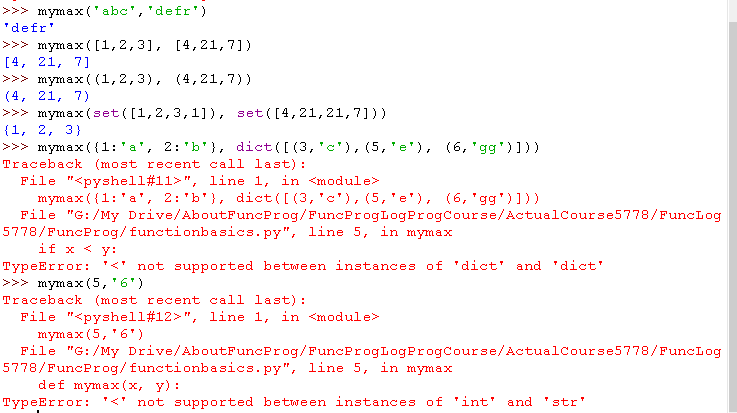 >>> mymax('abc','defr')
'defr'
>>> mymax([1,2,3], [4,21,7])
[4, 21, 7]
>>> mymax((1,2,3), (4,21,7))
(4, 21, 7)
>>> mymax(set([1,2,3,1]), set([4,21,21,7]))
{1, 2, 3}
>>> mymax({1:'a', 2:'b'}, dict([(3,'c'),(5,'e'), (6,'gg')]))
Traceback (most recent call last):
  File "<pyshell#11>", line 1, in <module>
    mymax({1:'a', 2:'b'}, dict([(3,'c'),(5,'e'), (6,'gg')]))
  File "G:/My Drive/AboutFuncProg/FuncProgLogProgCourse/ActualCourse5778/FuncLog
5778/FuncProg/functionbasics.py", line 5, in mymax
    if x < y:
TypeError: '<' not supported between instances of 'dict' and 'dict'
>>> mymax(5,'6')
Traceback (most recent call last):
  File "<pyshell#12>", line 1, in <module>
    mymax(5,'6')
  File "G:/My Drive/AboutFuncProg/FuncProgLogProgCourse/ActualCourse5778/FuncLog
5778/FuncProg/functionbasics.py", line 5, in mymax
    def mymax(x, y):
TypeError: '<' not supported between instances of 'int' and 'str'